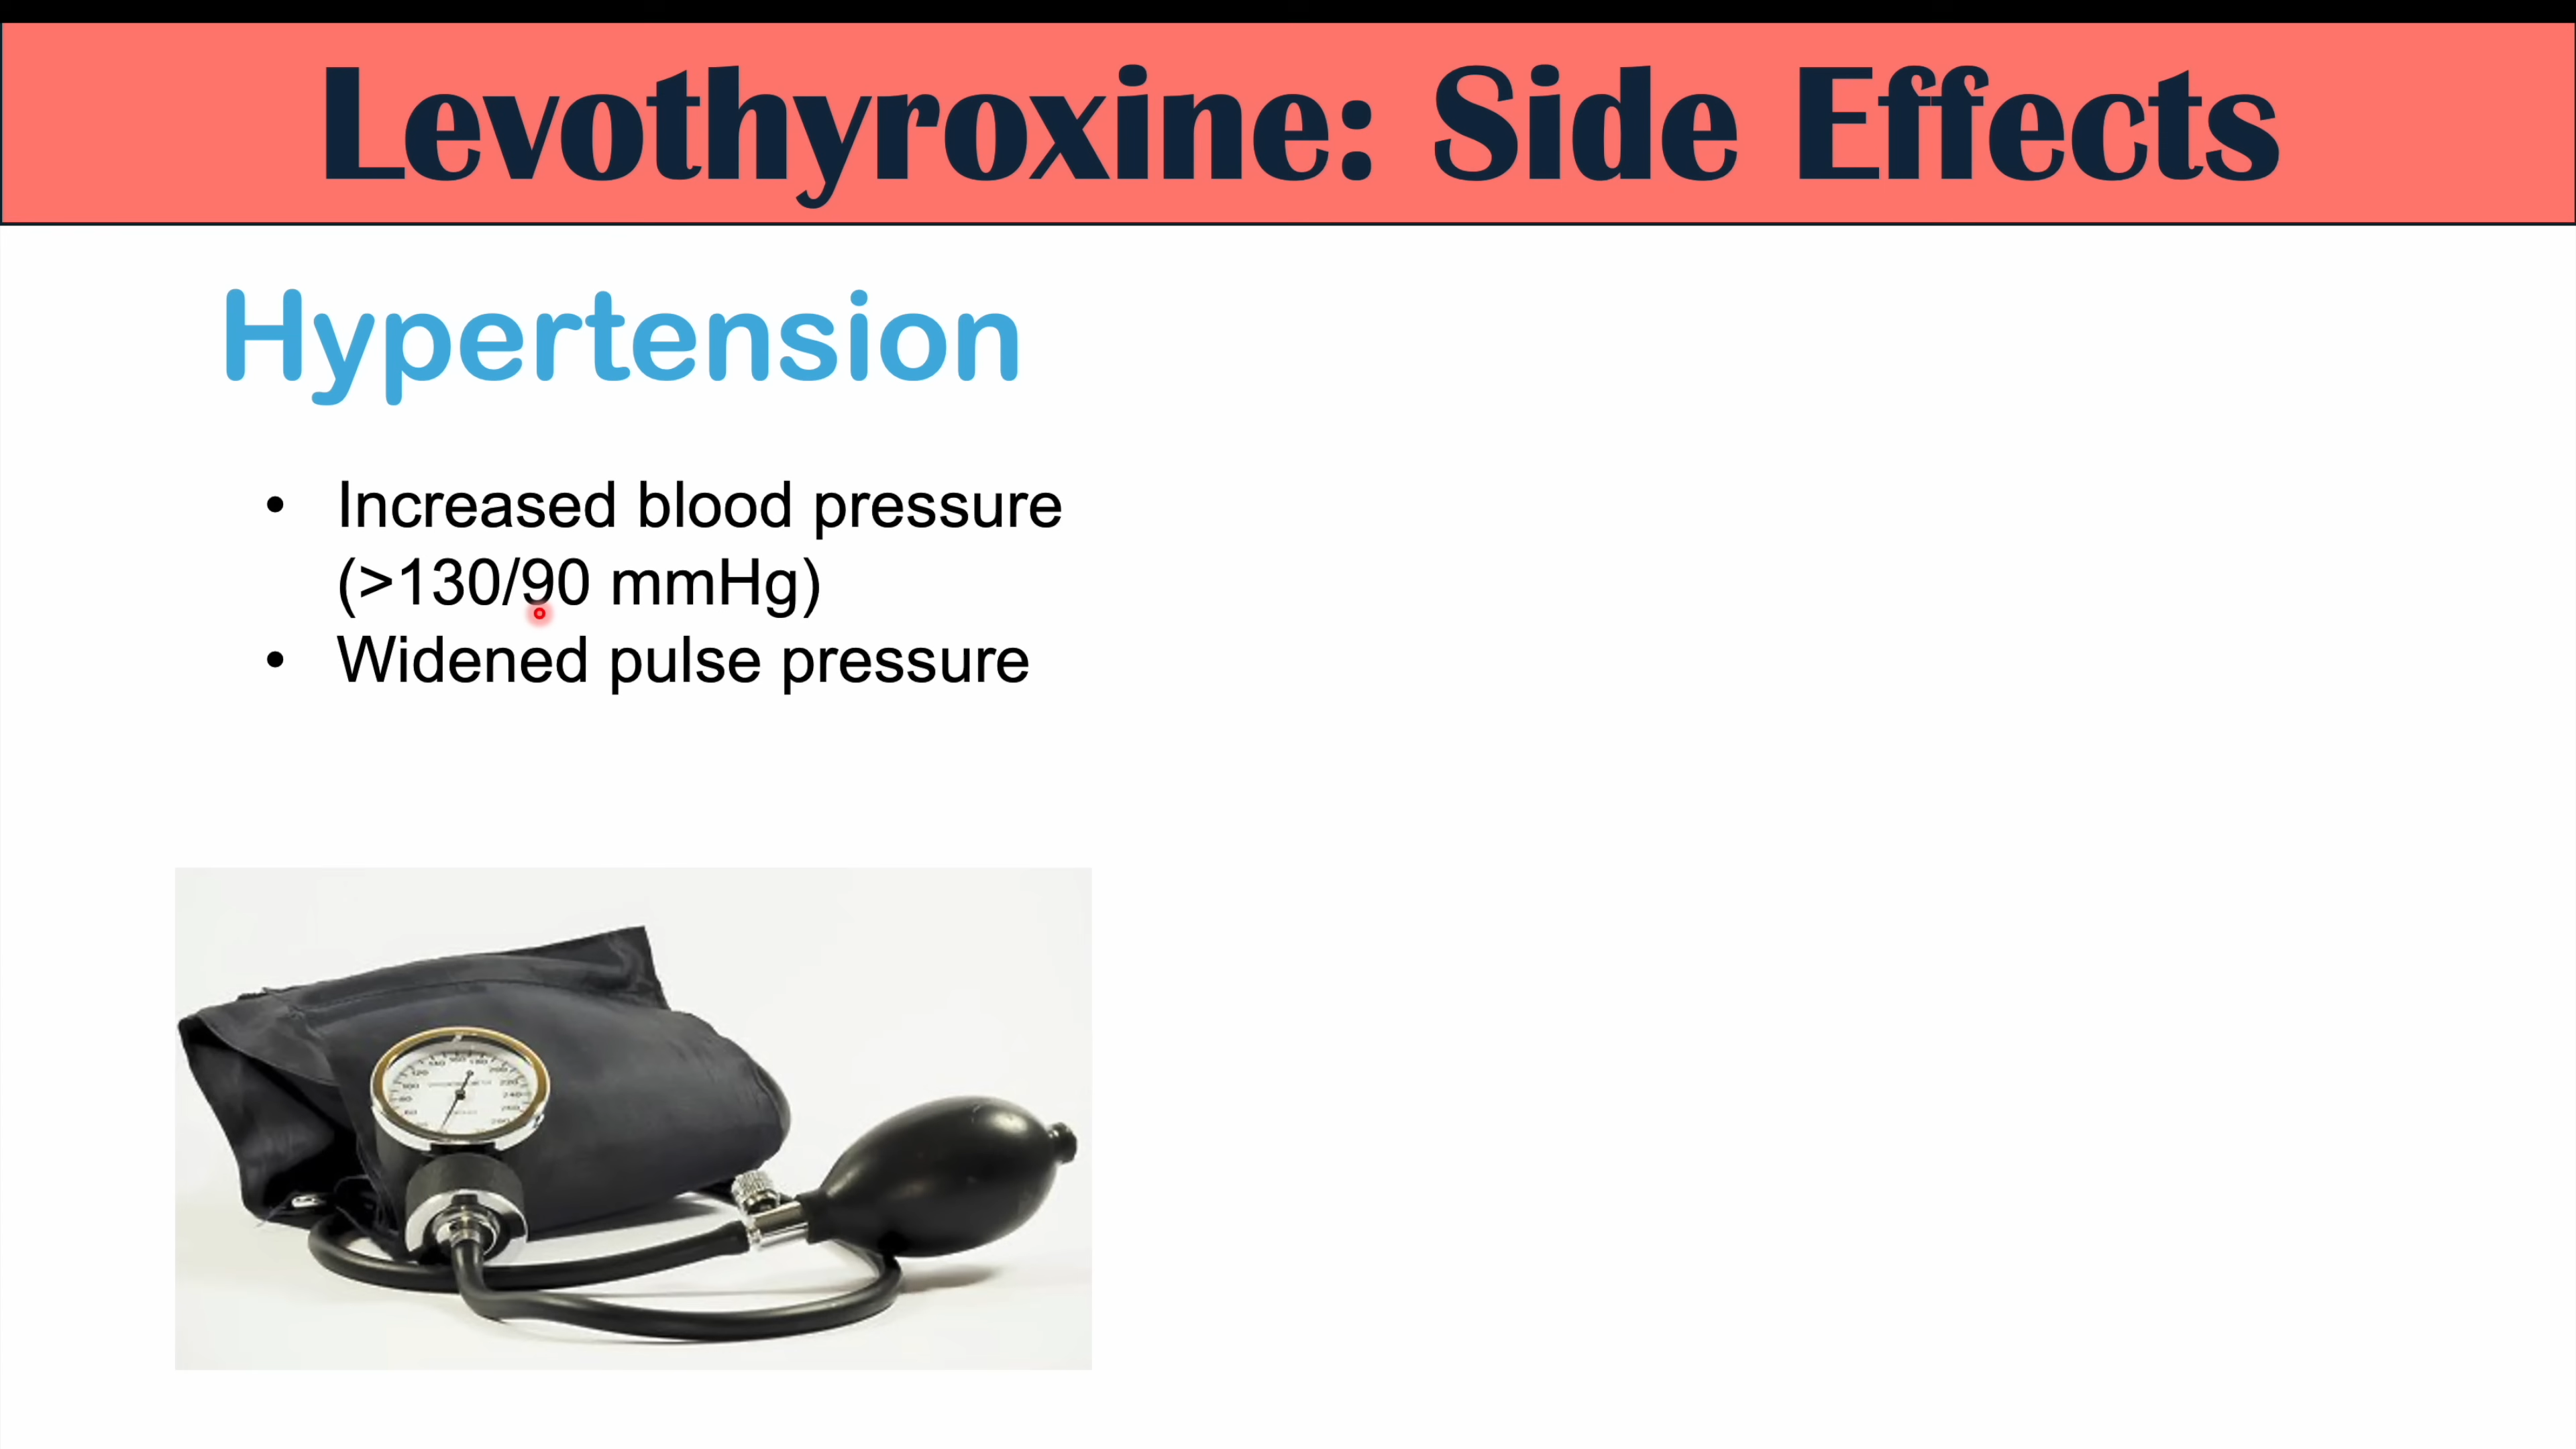 Levothyroxine: Side Effects
Hypertension
• Increased blood pressure
(>130/90 mmHg)
• Widened pulse pressure